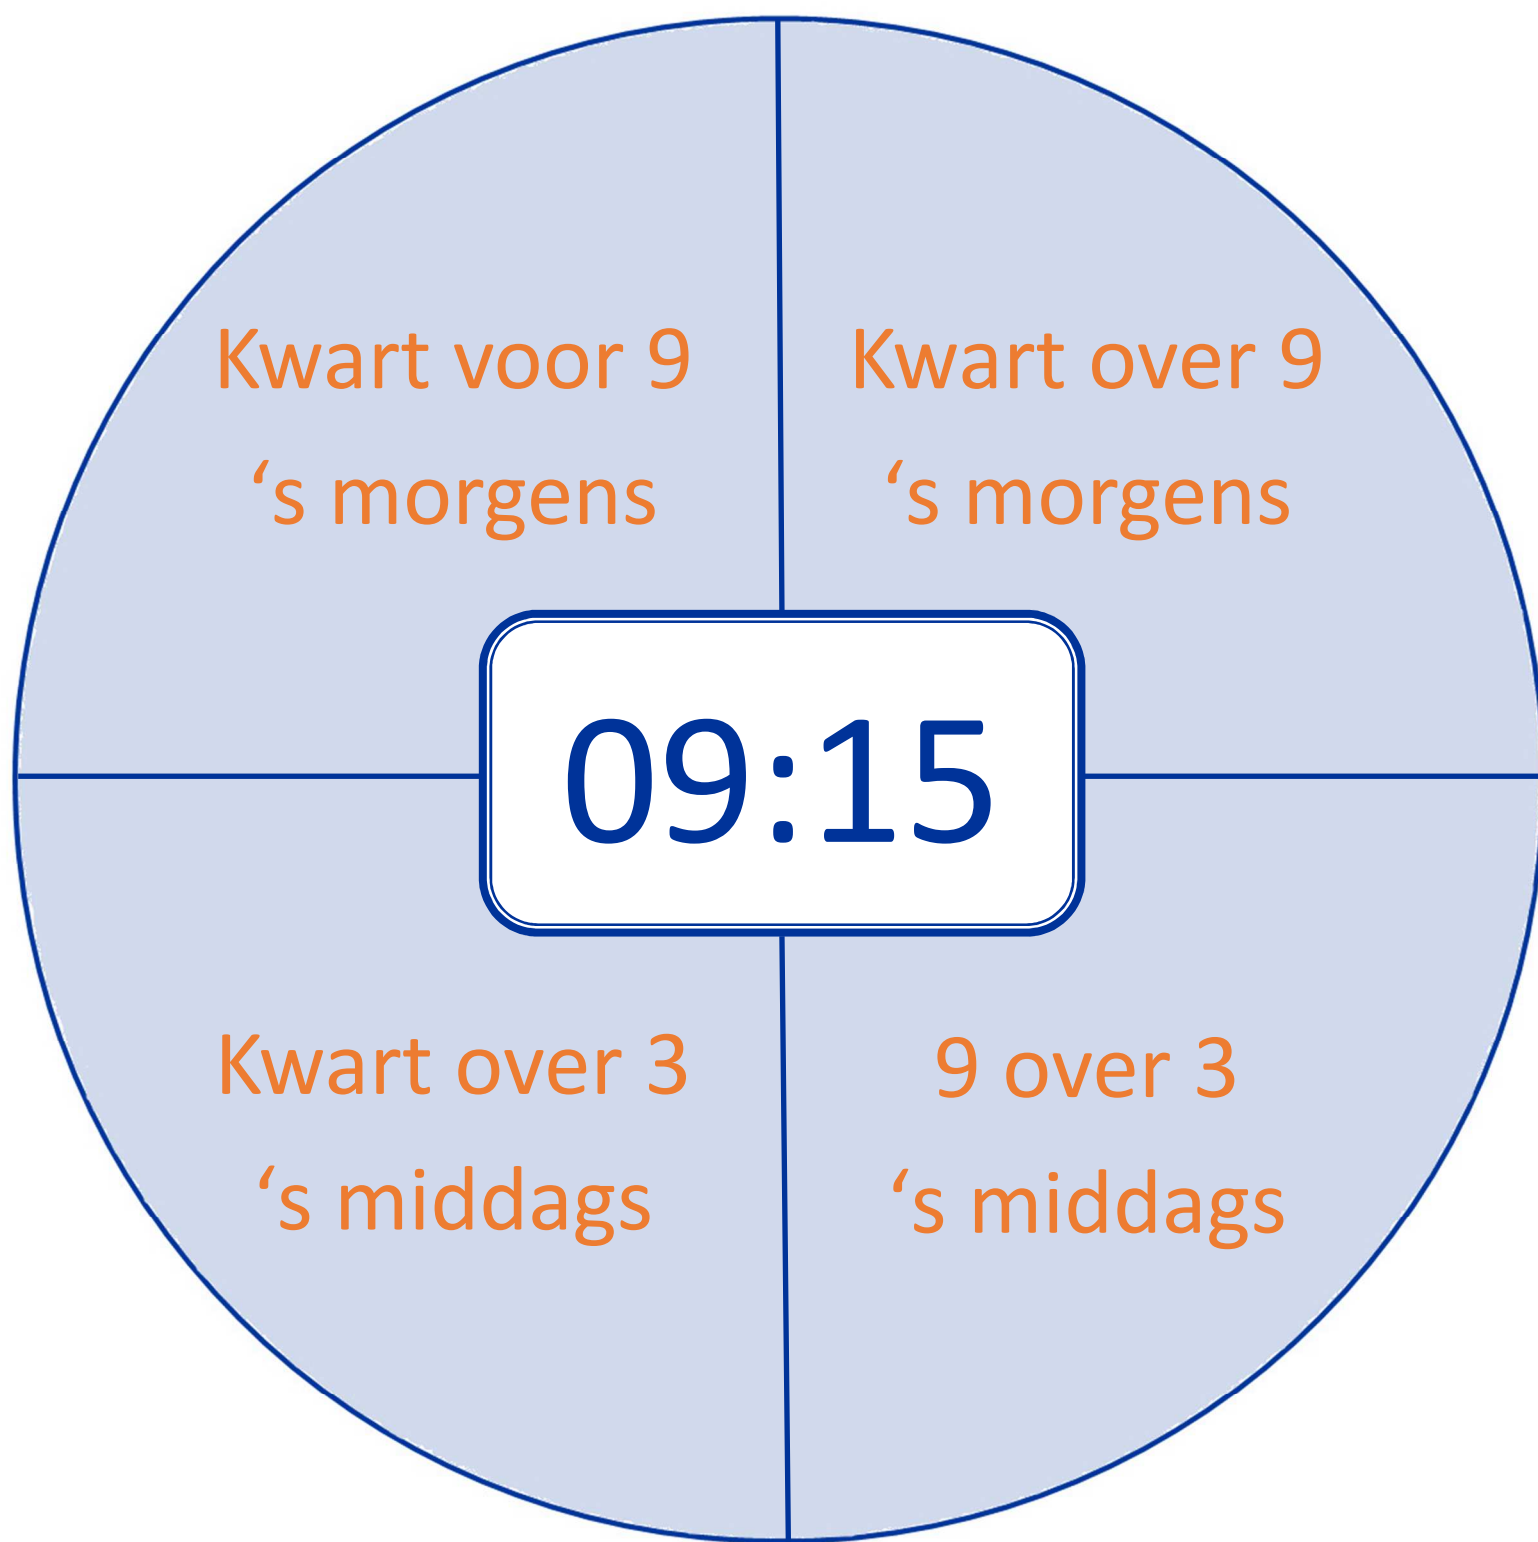 Kwart voor 9
‘s morgens
Kwart over 9
‘s morgens
09:15
Kwart over 3
‘s middags
9 over 3
‘s middags